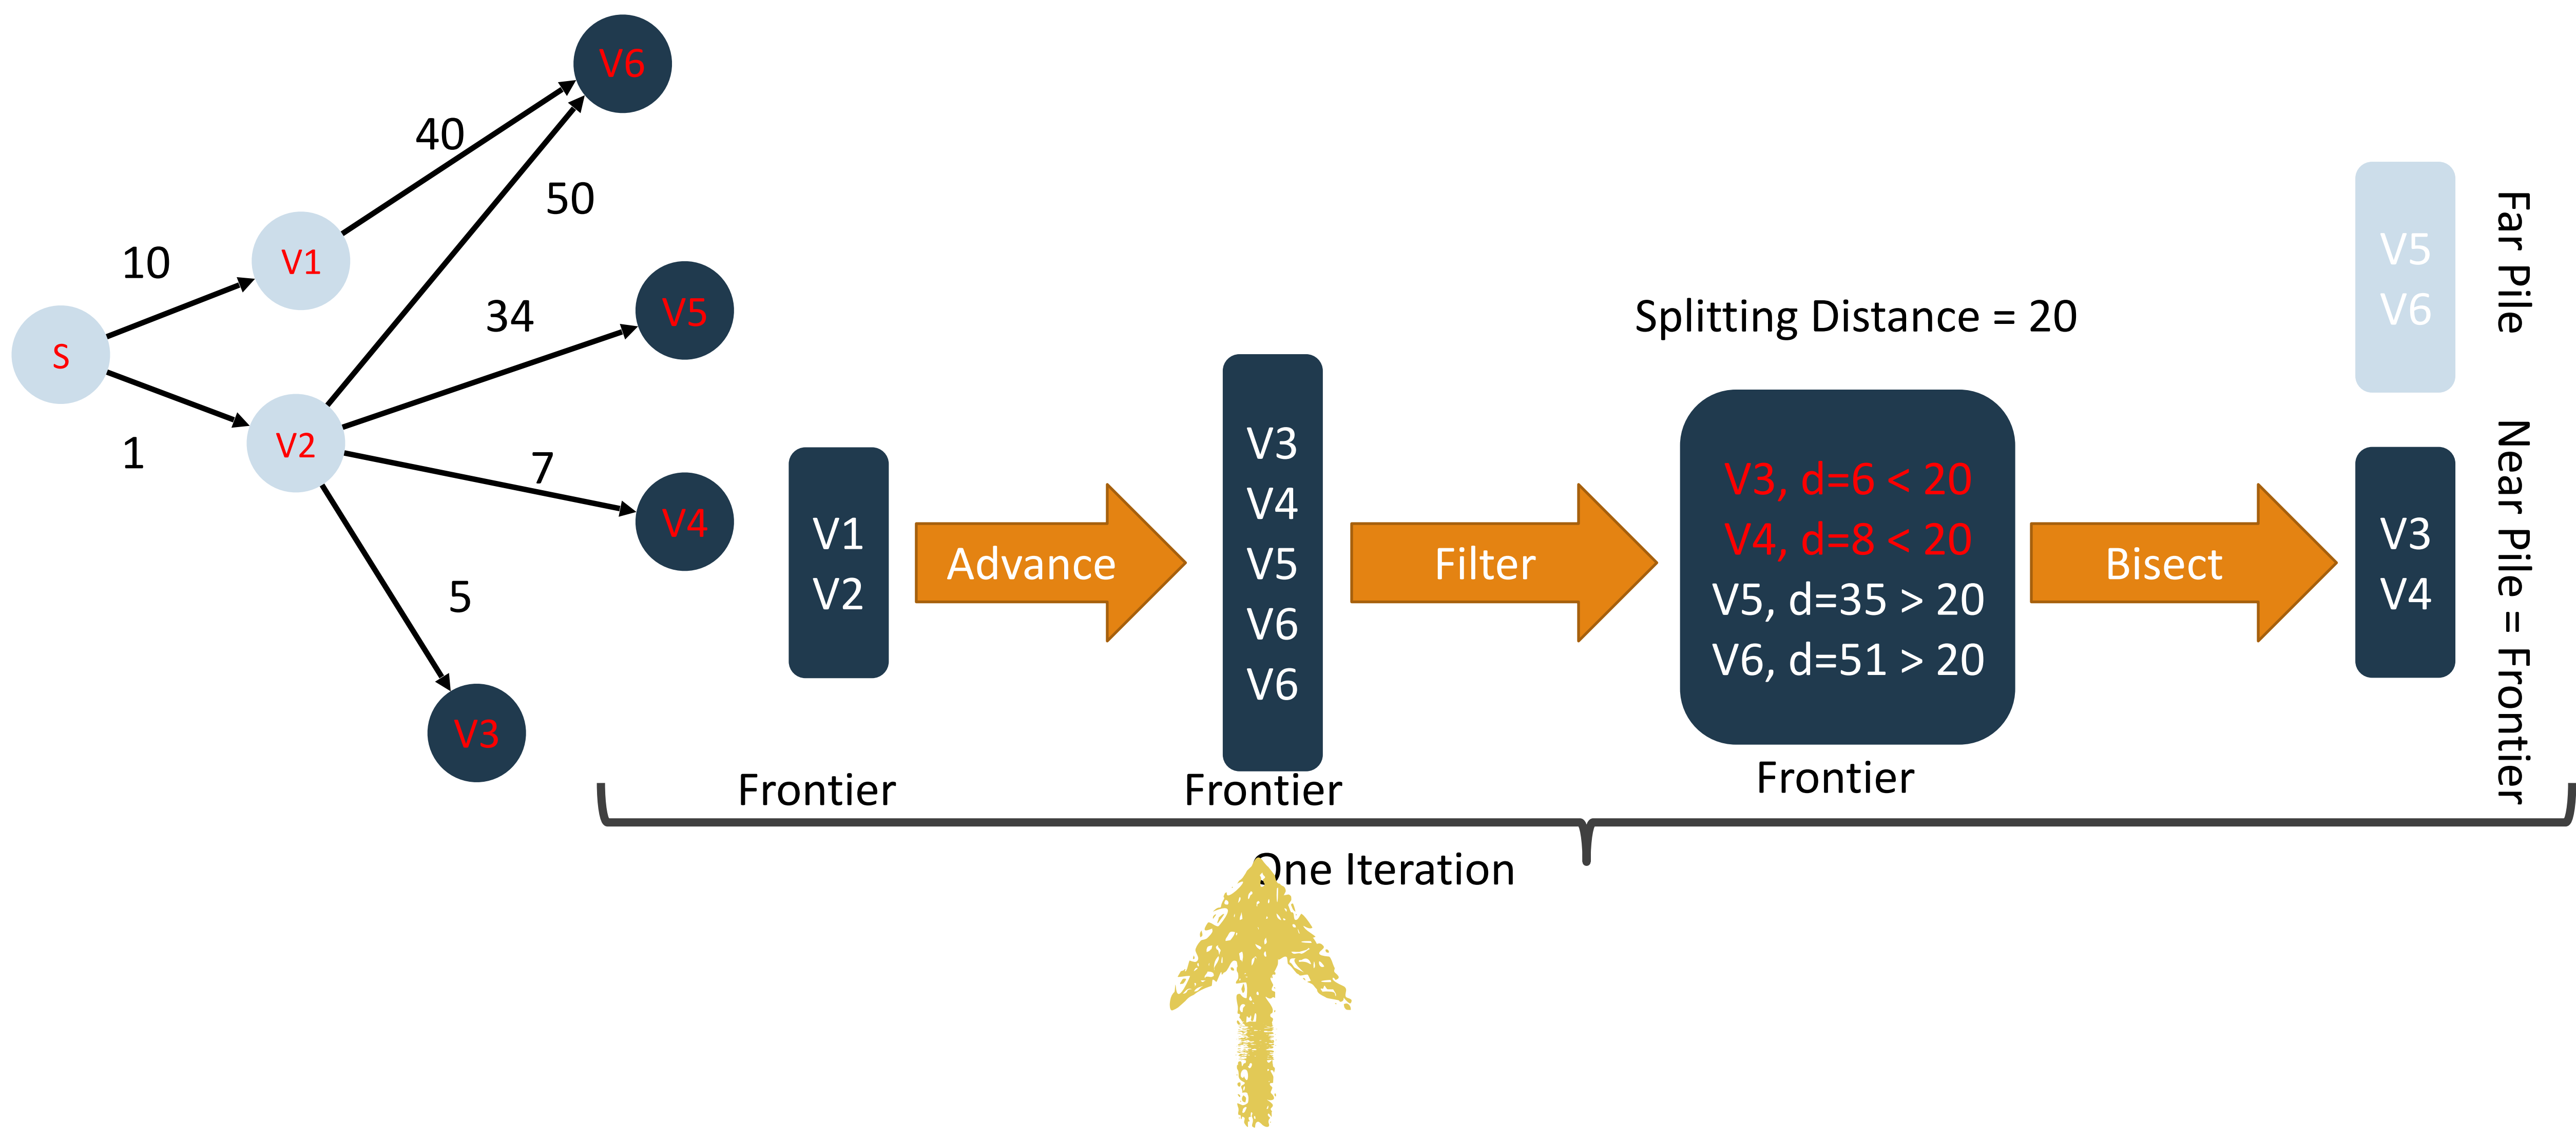 V6
40
50
10
V1
34
V5
S
1
V2
7
V4
5
V3
V1
V2
Frontier
Advance
V3
V4
V5
V6
V6
Frontier
Filter
Splitting Distance = 20
V3, d=6 < 20
V4, d=8 < 20
V5, d=35 > 20
V6, d=51 > 20
Frontier
Bisect
V5
V6
Far Pile
V3
V4
Near Pile = Frontier
One Iteration